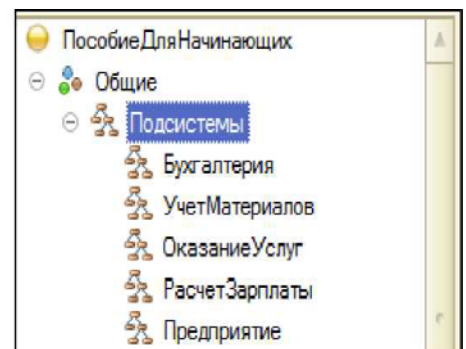 ПособиеДляНачинающих
Общие
Подсистемы
Бухгалтерия
УчетМатериалов
ОказаниеУслуг
РасчетЗарплаты
Предприятие